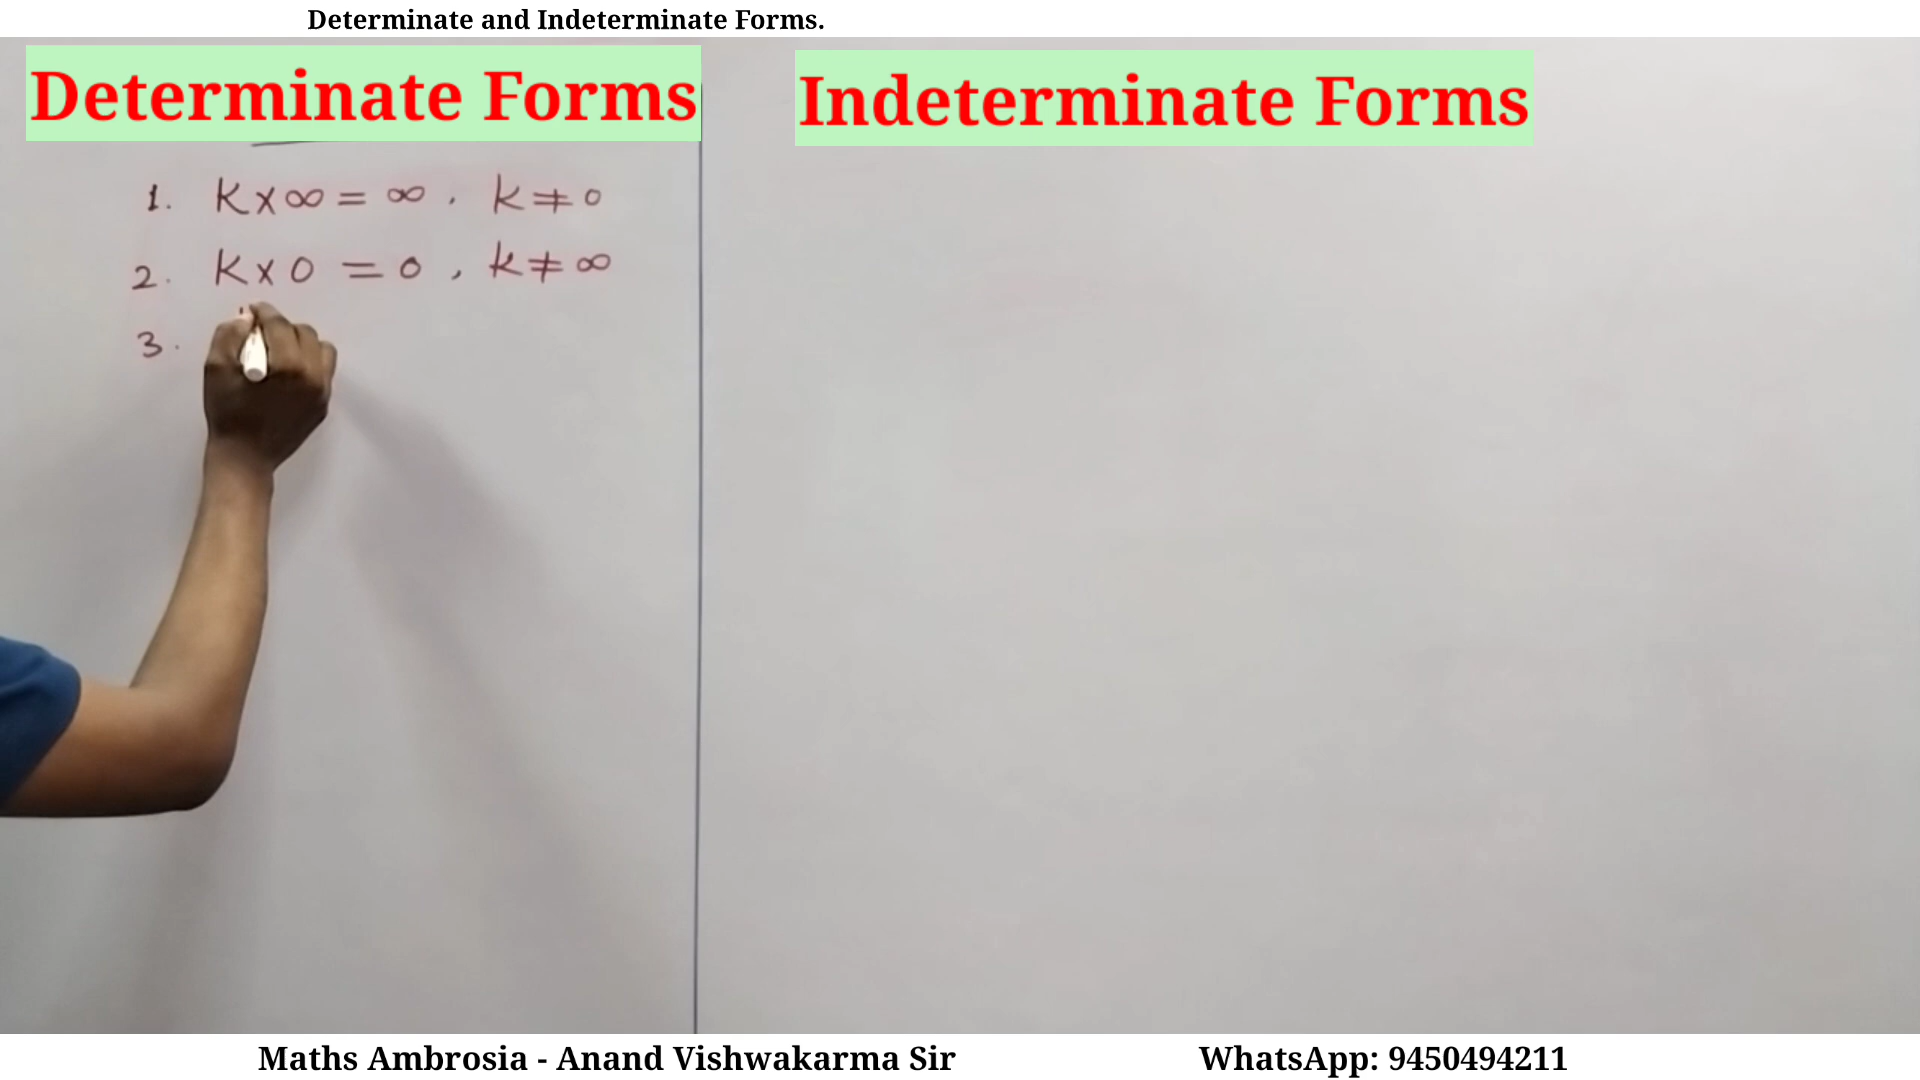 Determinate and Indeterminate Forms.
Determinate Forms
Indeterminate Forms
1. K×∞ = ∞ . k≠0
2. K×0 = 0 , k≠∞
3.
Maths Ambrosia - Anand Vishwakarma Sir WhatsApp: 9450494211